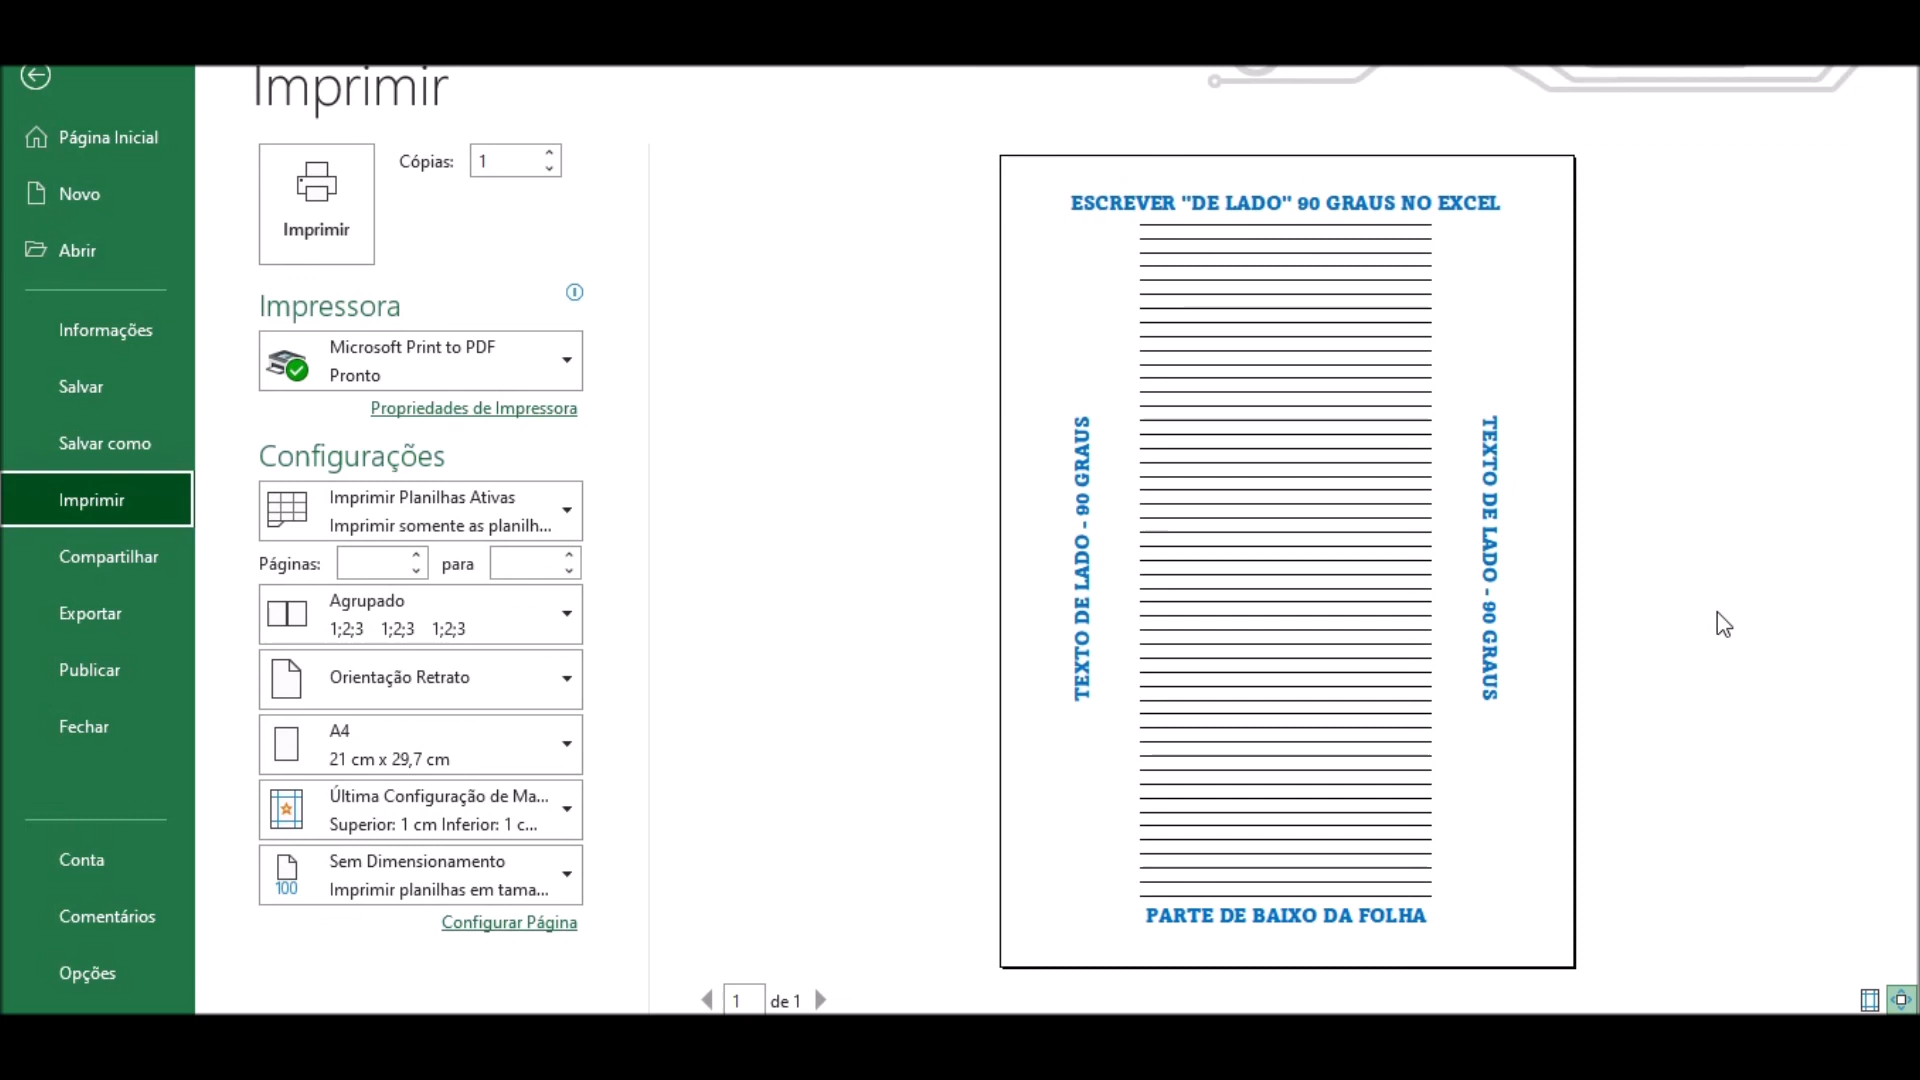 Imprimir
Página Inicial
Novo
Abrir
Informações
Salvar
Salvar como
Imprimir
Compartilhar
Exportar
Publicar
Fechar
Conta
Comentários
Opções
Imprimir
Cópias: 1
Impressora
Microsoft Print to PDF
Pronto
Propriedades de Impressora
Configurações
Imprimir Planilhas Ativas
Imprimir somente as planilh...
Páginas: para
Agrupado
1;2;3 1;2;3 1;2;3
Orientação Retrato
A4
21 cm x 29,7 cm
Última Configuração de Ma...
Superior: 1 cm Inferior: 1 c...
Sem Dimensionamento
Imprimir planilhas em tama...
100
Configurar Página
ESCREVER "DE LADO" 90 GRAUS NO EXCEL
TEXTO DE LADO - 90 GRAUS
TEXTO DE LADO - 90 GRAUS
PARTE DE BAIXO DA FOLHA
1 de 1